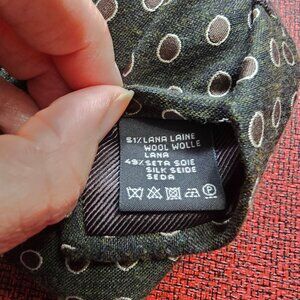 51% LANA LAINE
WOOL WOLLE
LANA
49% SETA SOIE
SILK SEIDE
SEDA
P